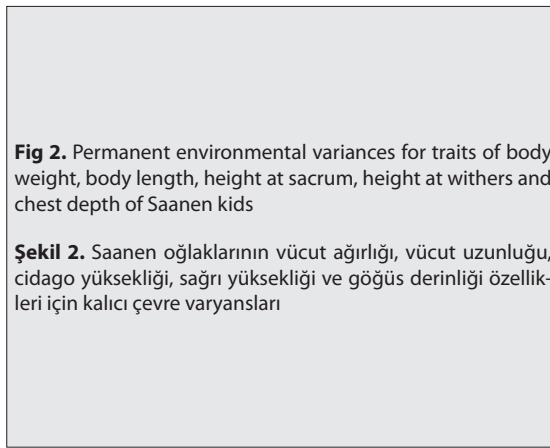 Fig 2. Permanent environmental variances for traits of body
weight, body length, height at sacrum, height at withers and
chest depth of Saanen kids
Şekil 2. Saanen oğlaklarının vücut ağırlığı, vücut uzunluğu,
cidago yüksekliği, sağrı yüksekliği ve göğüs derinliği özellik-
leri için kalıcı çevre varyansları